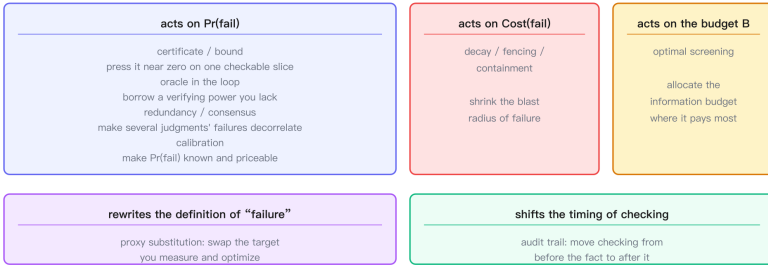 acts on Pr(fail)
certificate / bound
press it near zero on one checkable slice
oracle in the loop
borrow a verifying power you lack
redundancy / consensus
make several judgments' failures decorrelate
calibration
make Pr(fail) known and priceable
acts on Cost(fail)
decay / fencing /
containment
shrink the blast
radius of failure
acts on the budget B
optimal screening
allocate the
information budget
where it pays most
rewrites the definition of “failure”
proxy substitution: swap the target
you measure and optimize
shifts the timing of checking
audit trail: move checking from
before the fact to after it